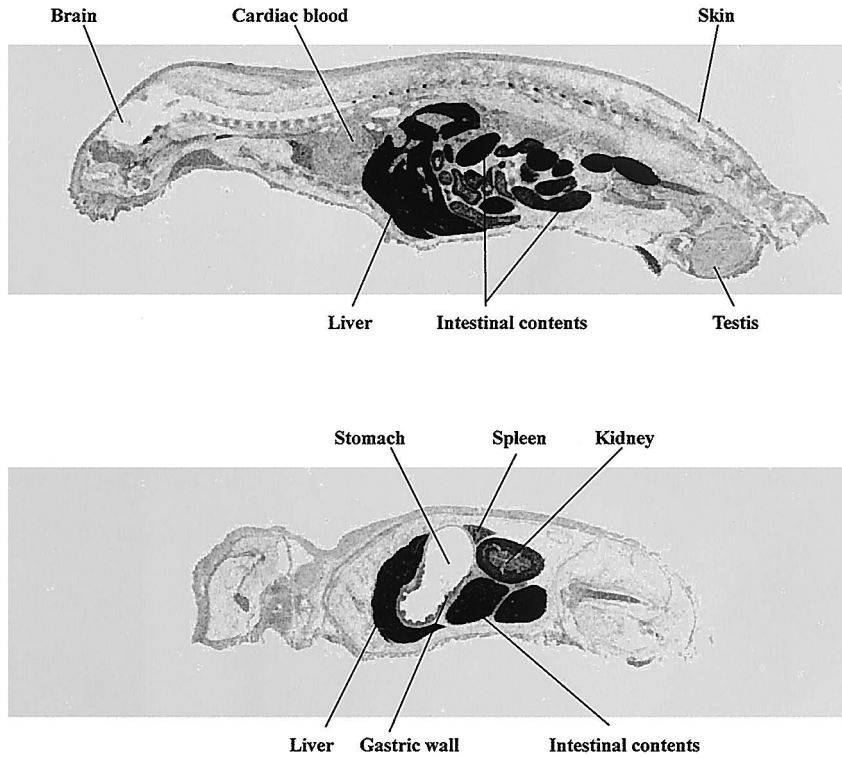 Brain Cardiac blood Skin
Liver Intestinal contents Testis
Stomach Spleen Kidney
Liver Gastric wall Intestinal contents